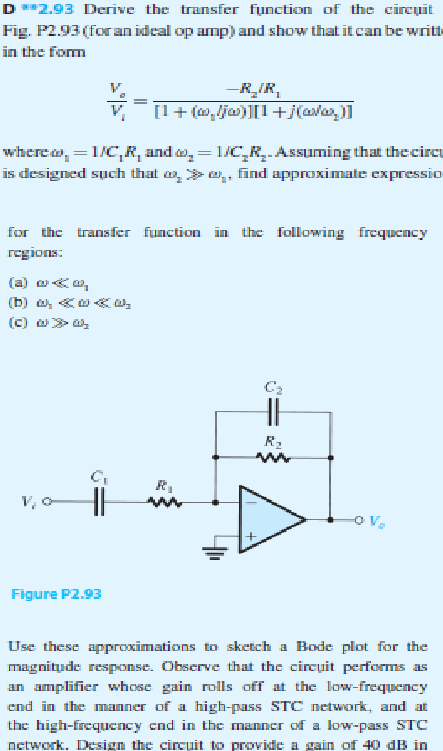 D **2.93 Derive the transfer function of the circuit
Fig. P2.93 (for an ideal op amp) and show that it can be writt
in the form
V_o/V_i = -R_2/R_1 / [1 + (ω_1/jω)][1 + j(ω/ω_2)]
where ω_1 = 1/C_1R_1 and ω_2 = 1/C_2R_2. Assuming that the circu
is designed such that ω_2 ≫ ω_1, find approximate expressio
for the transfer function in the following frequency
regions:
(a) ω ≪ ω_1
(b) ω_1 ≪ ω ≪ ω_2
(c) ω ≫ ω_2
C_2
R_2
C_1
R_1
V_i
−
+
V_o
Figure P2.93
Use these approximations to sketch a Bode plot for the
magnitude response. Observe that the circuit performs as
an amplifier whose gain rolls off at the low-frequency
end in the manner of a high-pass STC network, and at
the high-frequency end in the manner of a low-pass STC
network. Design the circuit to provide a gain of 40 dB in